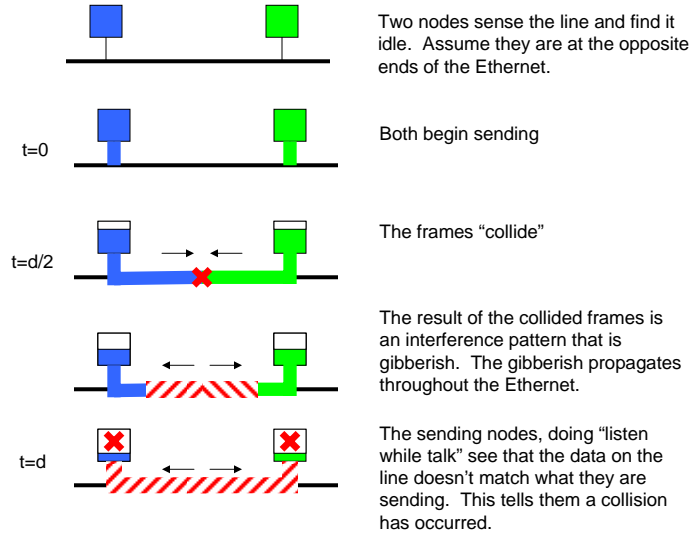 Two nodes sense the line and find it
idle.  Assume they are at the opposite
ends of the Ethernet.
t=0
Both begin sending
t=d/2
The frames “collide”
The result of the collided frames is
an interference pattern that is
gibberish.  The gibberish propagates
throughout the Ethernet.
t=d
The sending nodes, doing “listen
while talk” see that the data on the
line doesn’t match what they are
sending.  This tells them a collision
has occurred.